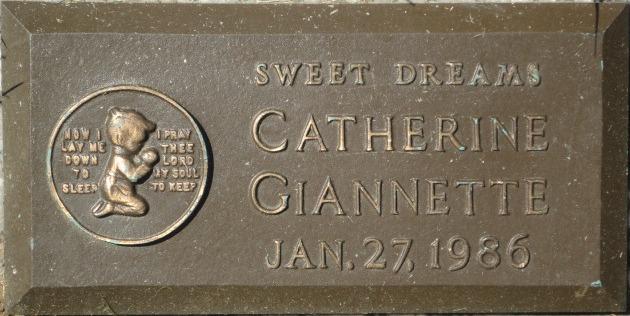 NOW I
LAY ME
DOWN
TO
SLEEP
I PRAY
THEE
LORD
MY SOUL
TO KEEP
SWEET DREAMS
CATHERINE
GIANNETTE
JAN. 27, 1986